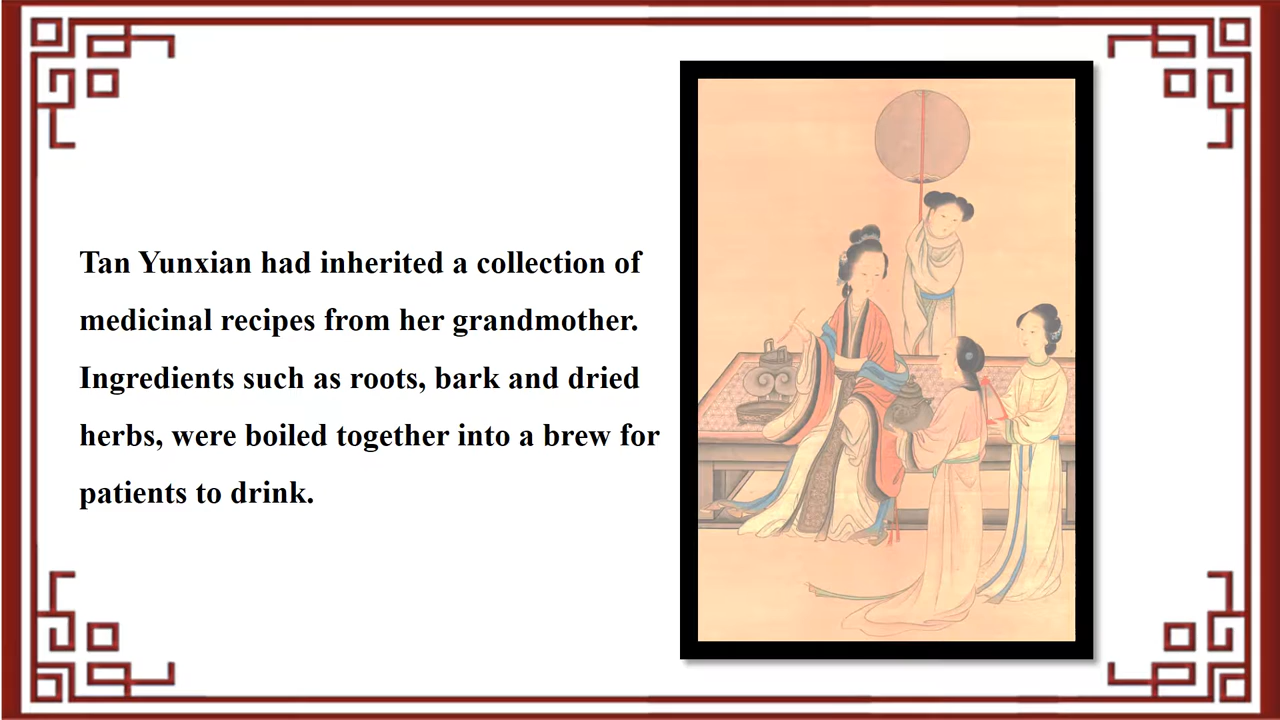 Tan Yunxian had inherited a collection of
medicinal recipes from her grandmother.
Ingredients such as roots, bark and dried
herbs, were boiled together into a brew for
patients to drink.